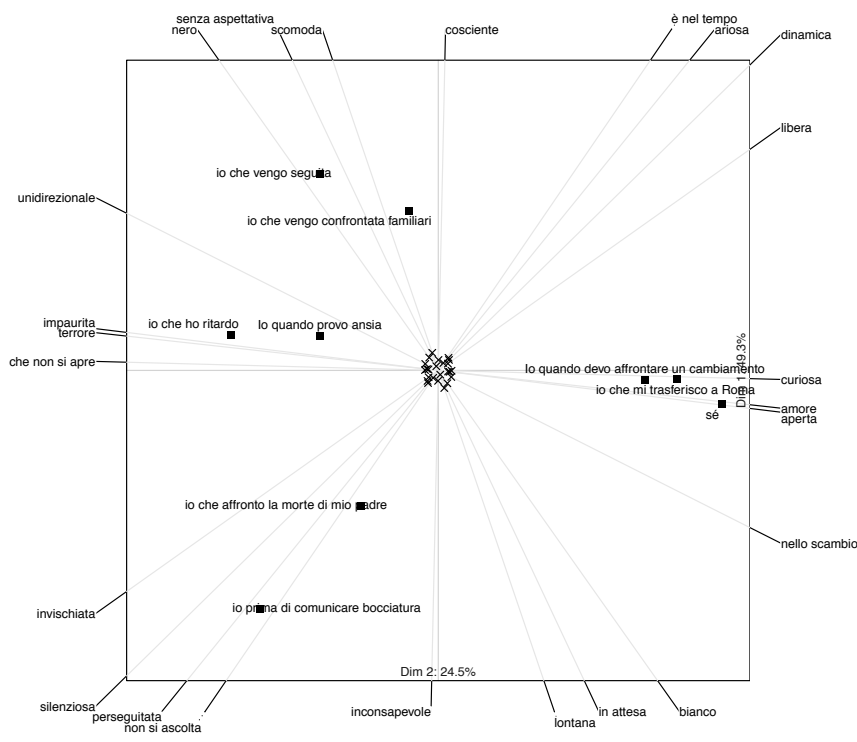 senza aspettativa
nero
scomoda
cosciente
è nel tempo
ariosa
dinamica
libera
io che vengo seguita
unidirezionale
io che vengo confrontata familiari
impaurita
terrore
io che ho ritardo
Io quando provo ansia
che non si apre
Io quando devo affrontare un cambiamento
Dim 1: 49.3%
curiosa
io che mi trasferisco a Roma
amore
sé
aperta
io che affronto la morte di mio padre
nello scambio
io prima di comunicare bocciatura
invischiata
Dim 2: 24.5%
silenziosa
perseguitata
non si ascolta
inconsapevole
lontana
in attesa
bianco